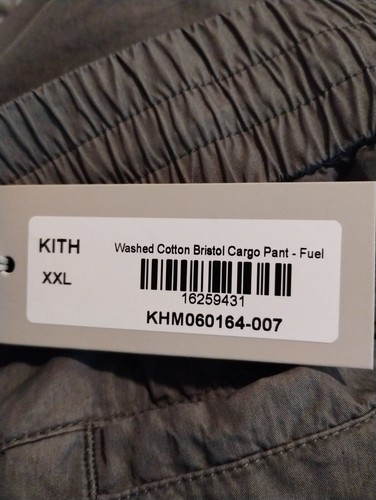 KITH
XXL
Washed Cotton Bristol Cargo Pant - Fuel
16259431
KHM060164-007